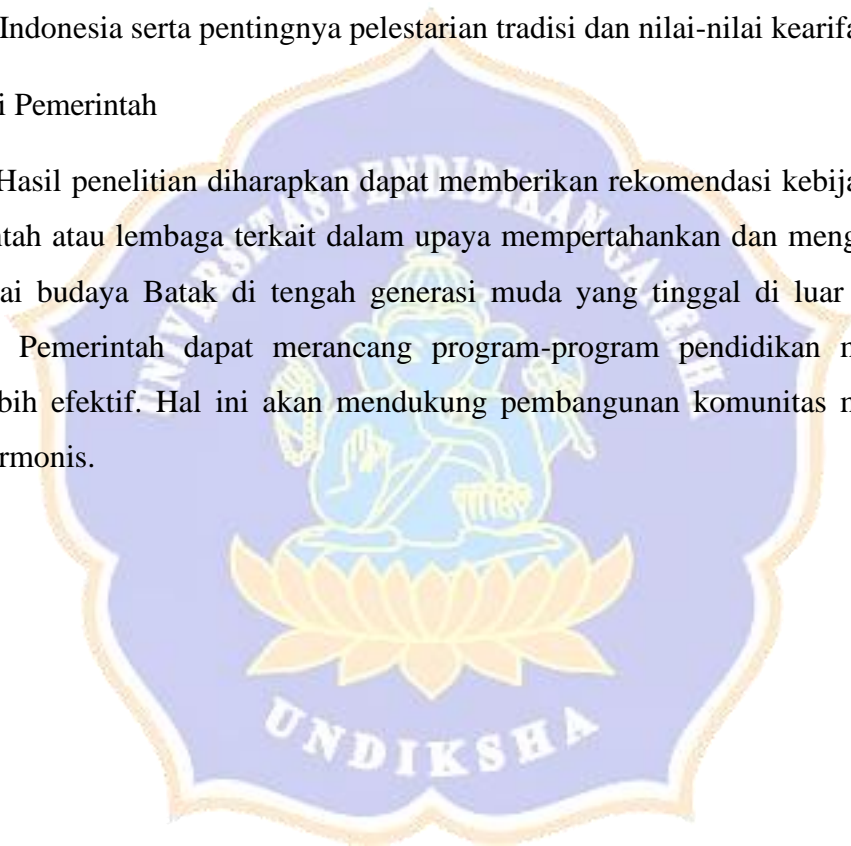 Indonesia serta pentingnya pelestarian tradisi dan nilai-nilai kearifa
i Pemerintah
Hasil penelitian diharapkan dapat memberikan rekomendasi kebija
ntah atau lembaga terkait dalam upaya mempertahankan dan meng
ai budaya Batak di tengah generasi muda yang tinggal di luar
Pemerintah dapat merancang program-program pendidikan m
bih efektif. Hal ini akan mendukung pembangunan komunitas m
rmonis.
UNIVERSITAS PENDIDIKAN GANESHA
UNDIKSHA